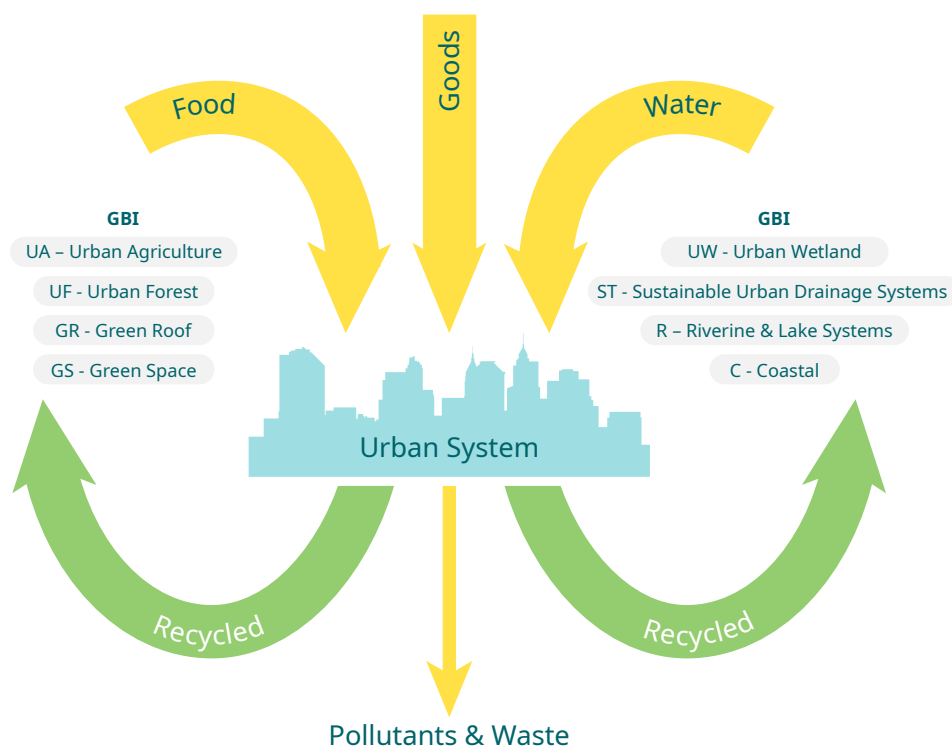 Food
Goods
Water
GBI
UA – Urban Agriculture
UF - Urban Forest
GR - Green Roof
GS - Green Space
GBI
UW - Urban Wetland
ST - Sustainable Urban Drainage Systems
R – Riverine & Lake Systems
C - Coastal
Urban System
Recycled
Recycled
Pollutants & Waste